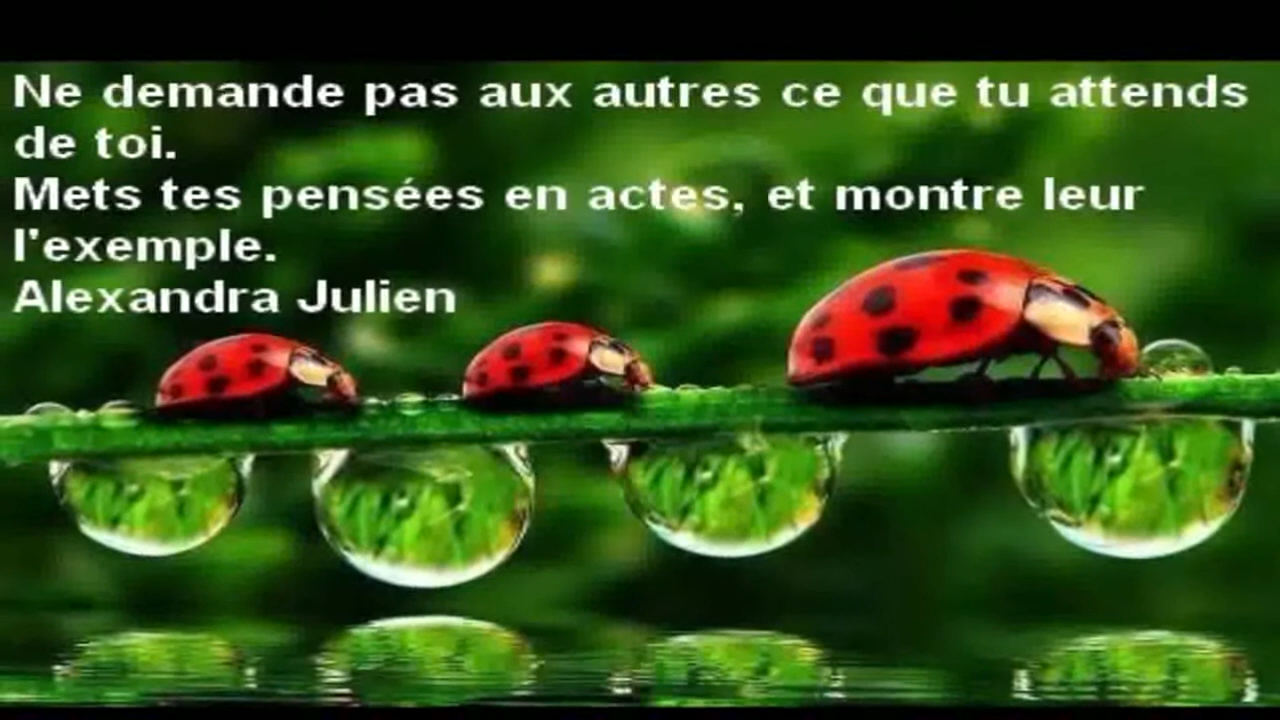 Ne demande pas aux autres ce que tu attends
de toi.
Mets tes pensées en actes, et montre leur
l'exemple.
Alexandra Julien